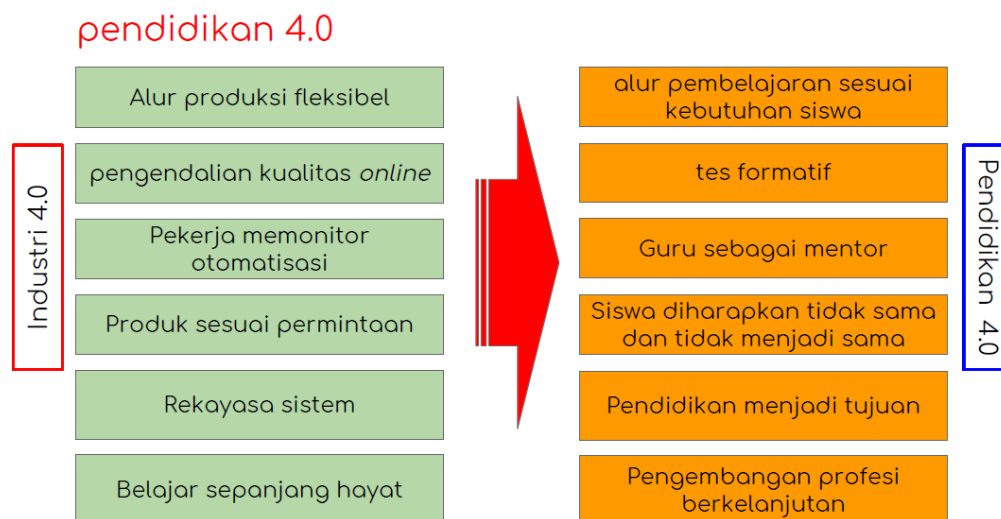 pendidikan 4.0
Industri 4.0
Alur produksi fleksibel
pengendalian kualitas online
Pekerja memonitor
otomatisasi
Produk sesuai permintaan
Rekayasa sistem
Belajar sepanjang hayat
alur pembelajaran sesuai
kebutuhan siswa
tes formatif
Guru sebagai mentor
Siswa diharapkan tidak sama
dan tidak menjadi sama
Pendidikan menjadi tujuan
Pengembangan profesi
berkelanjutan
Pendidikan 4.0